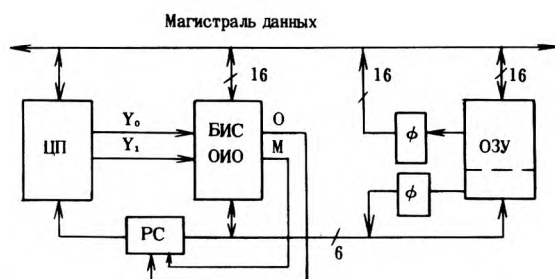 Магистраль данных
16
16
16
ЦП
Y₀
Y₁
БИС
ОИО
О
М
ф
ф
ОЗУ
РС
6